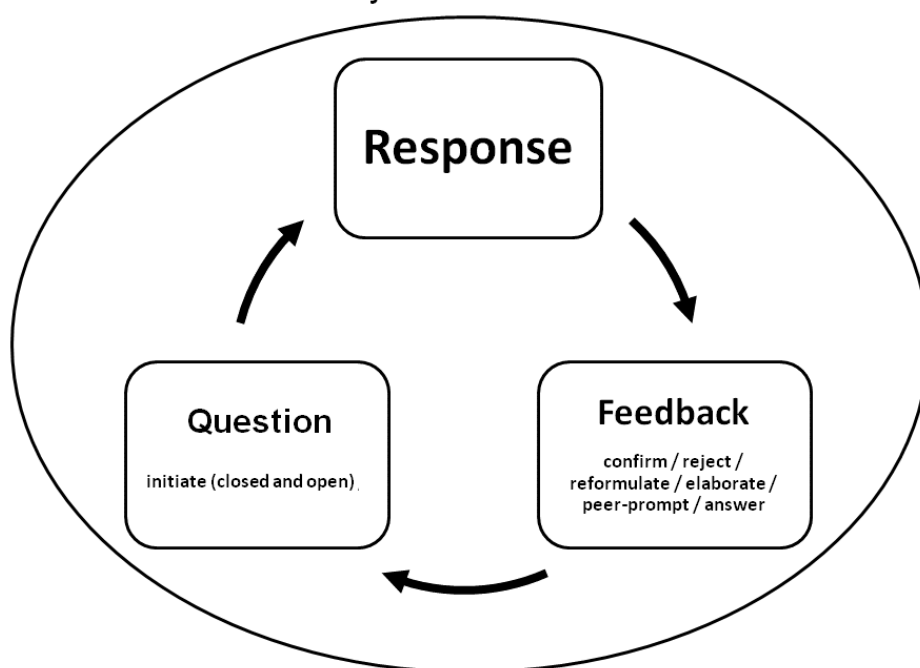 Response
Question
initiate (closed and open)
Feedback
confirm / reject /
reformulate / elaborate /
peer-prompt / answer